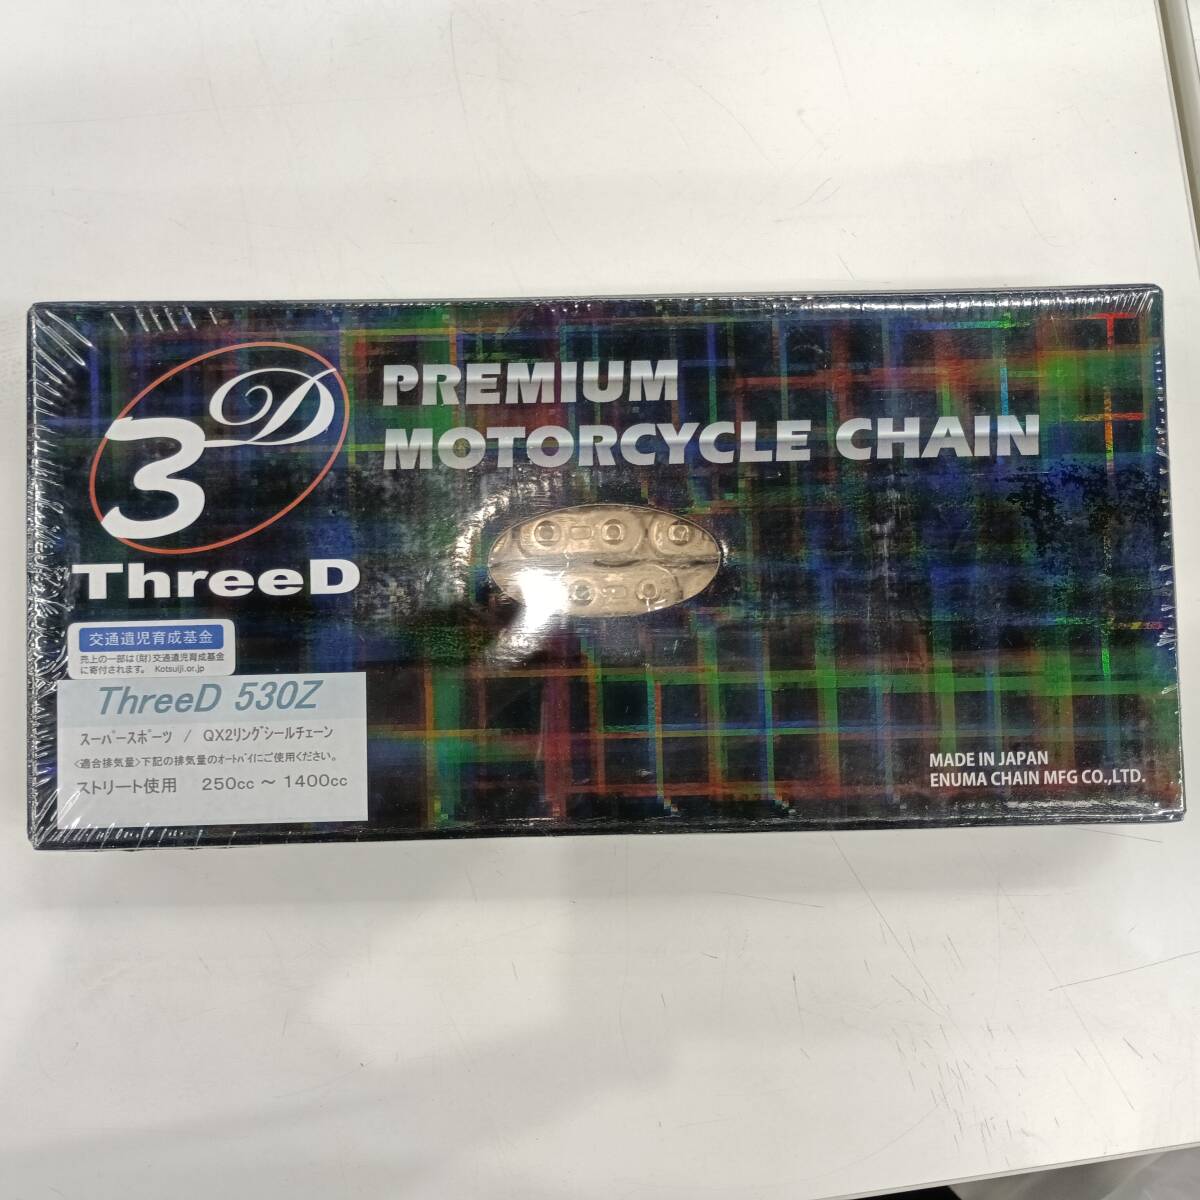 3D
ThreeD
PREMIUM
MOTORCYCLE CHAIN
交通遺児育成基金
売上の一部は(財)交通遺児育成基金
に寄付されます。 Kotsuiji.or.jp
ThreeD 530Z
スーパースポーツ / QX2リングシールチェーン
<適合排気量>下記の排気量のオートバイにご使用ください。
ストリート使用 250cc ～ 1400cc
MADE IN JAPAN
ENUMA CHAIN MFG CO.,LTD.